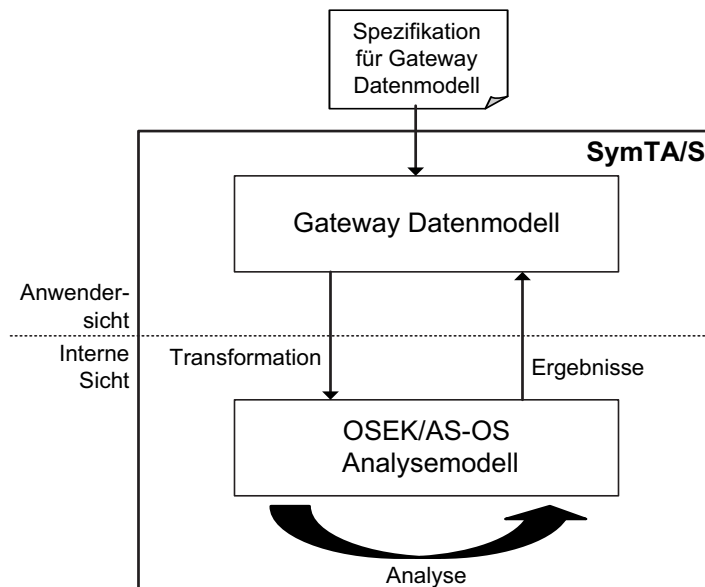 Spezifikation
für Gateway
Datenmodell
SymTA/S
Gateway Datenmodell
Anwender-
sicht
Interne
Sicht
Transformation
Ergebnisse
OSEK/AS-OS
Analysemodell
Analyse